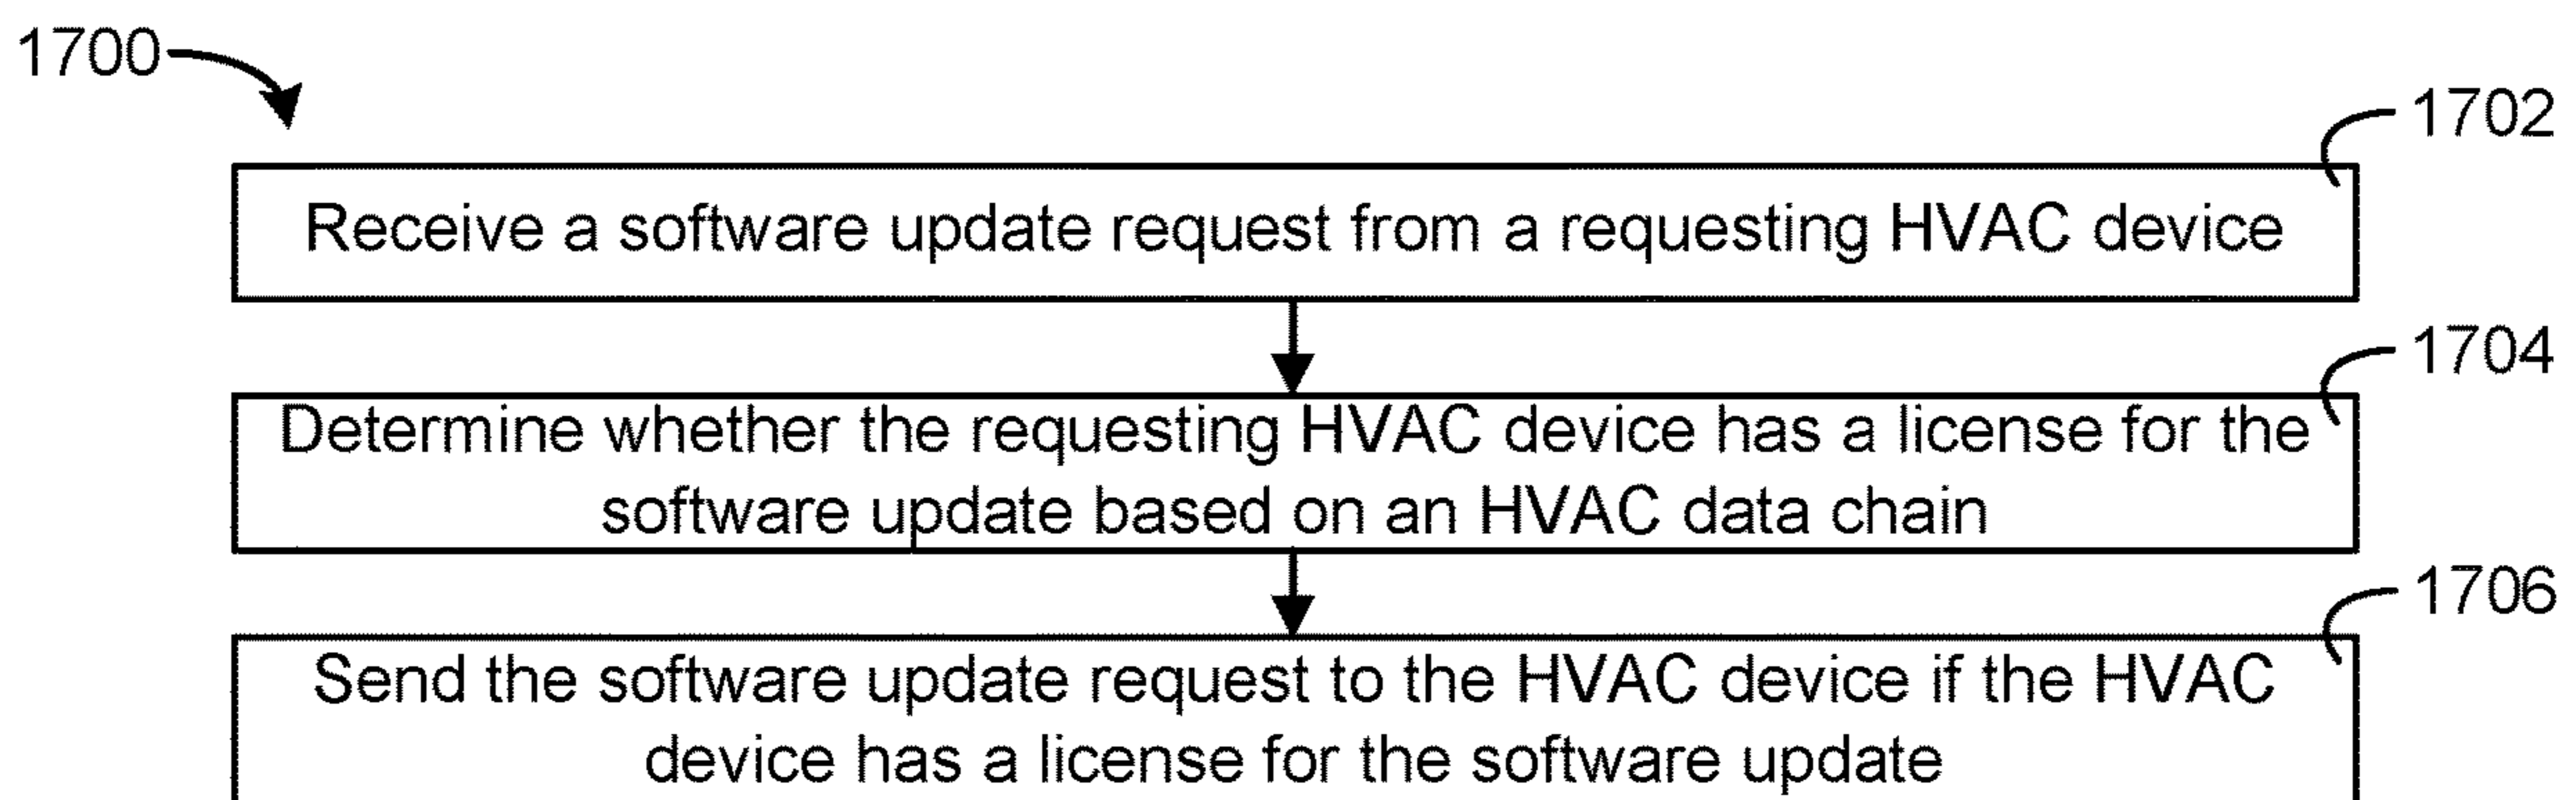 1700
1702
Receive a software update request from a requesting HVAC device
1704
Determine whether the requesting HVAC device has a license for the
software update based on an HVAC data chain
1706
Send the software update request to the HVAC device if the HVAC
device has a license for the software update